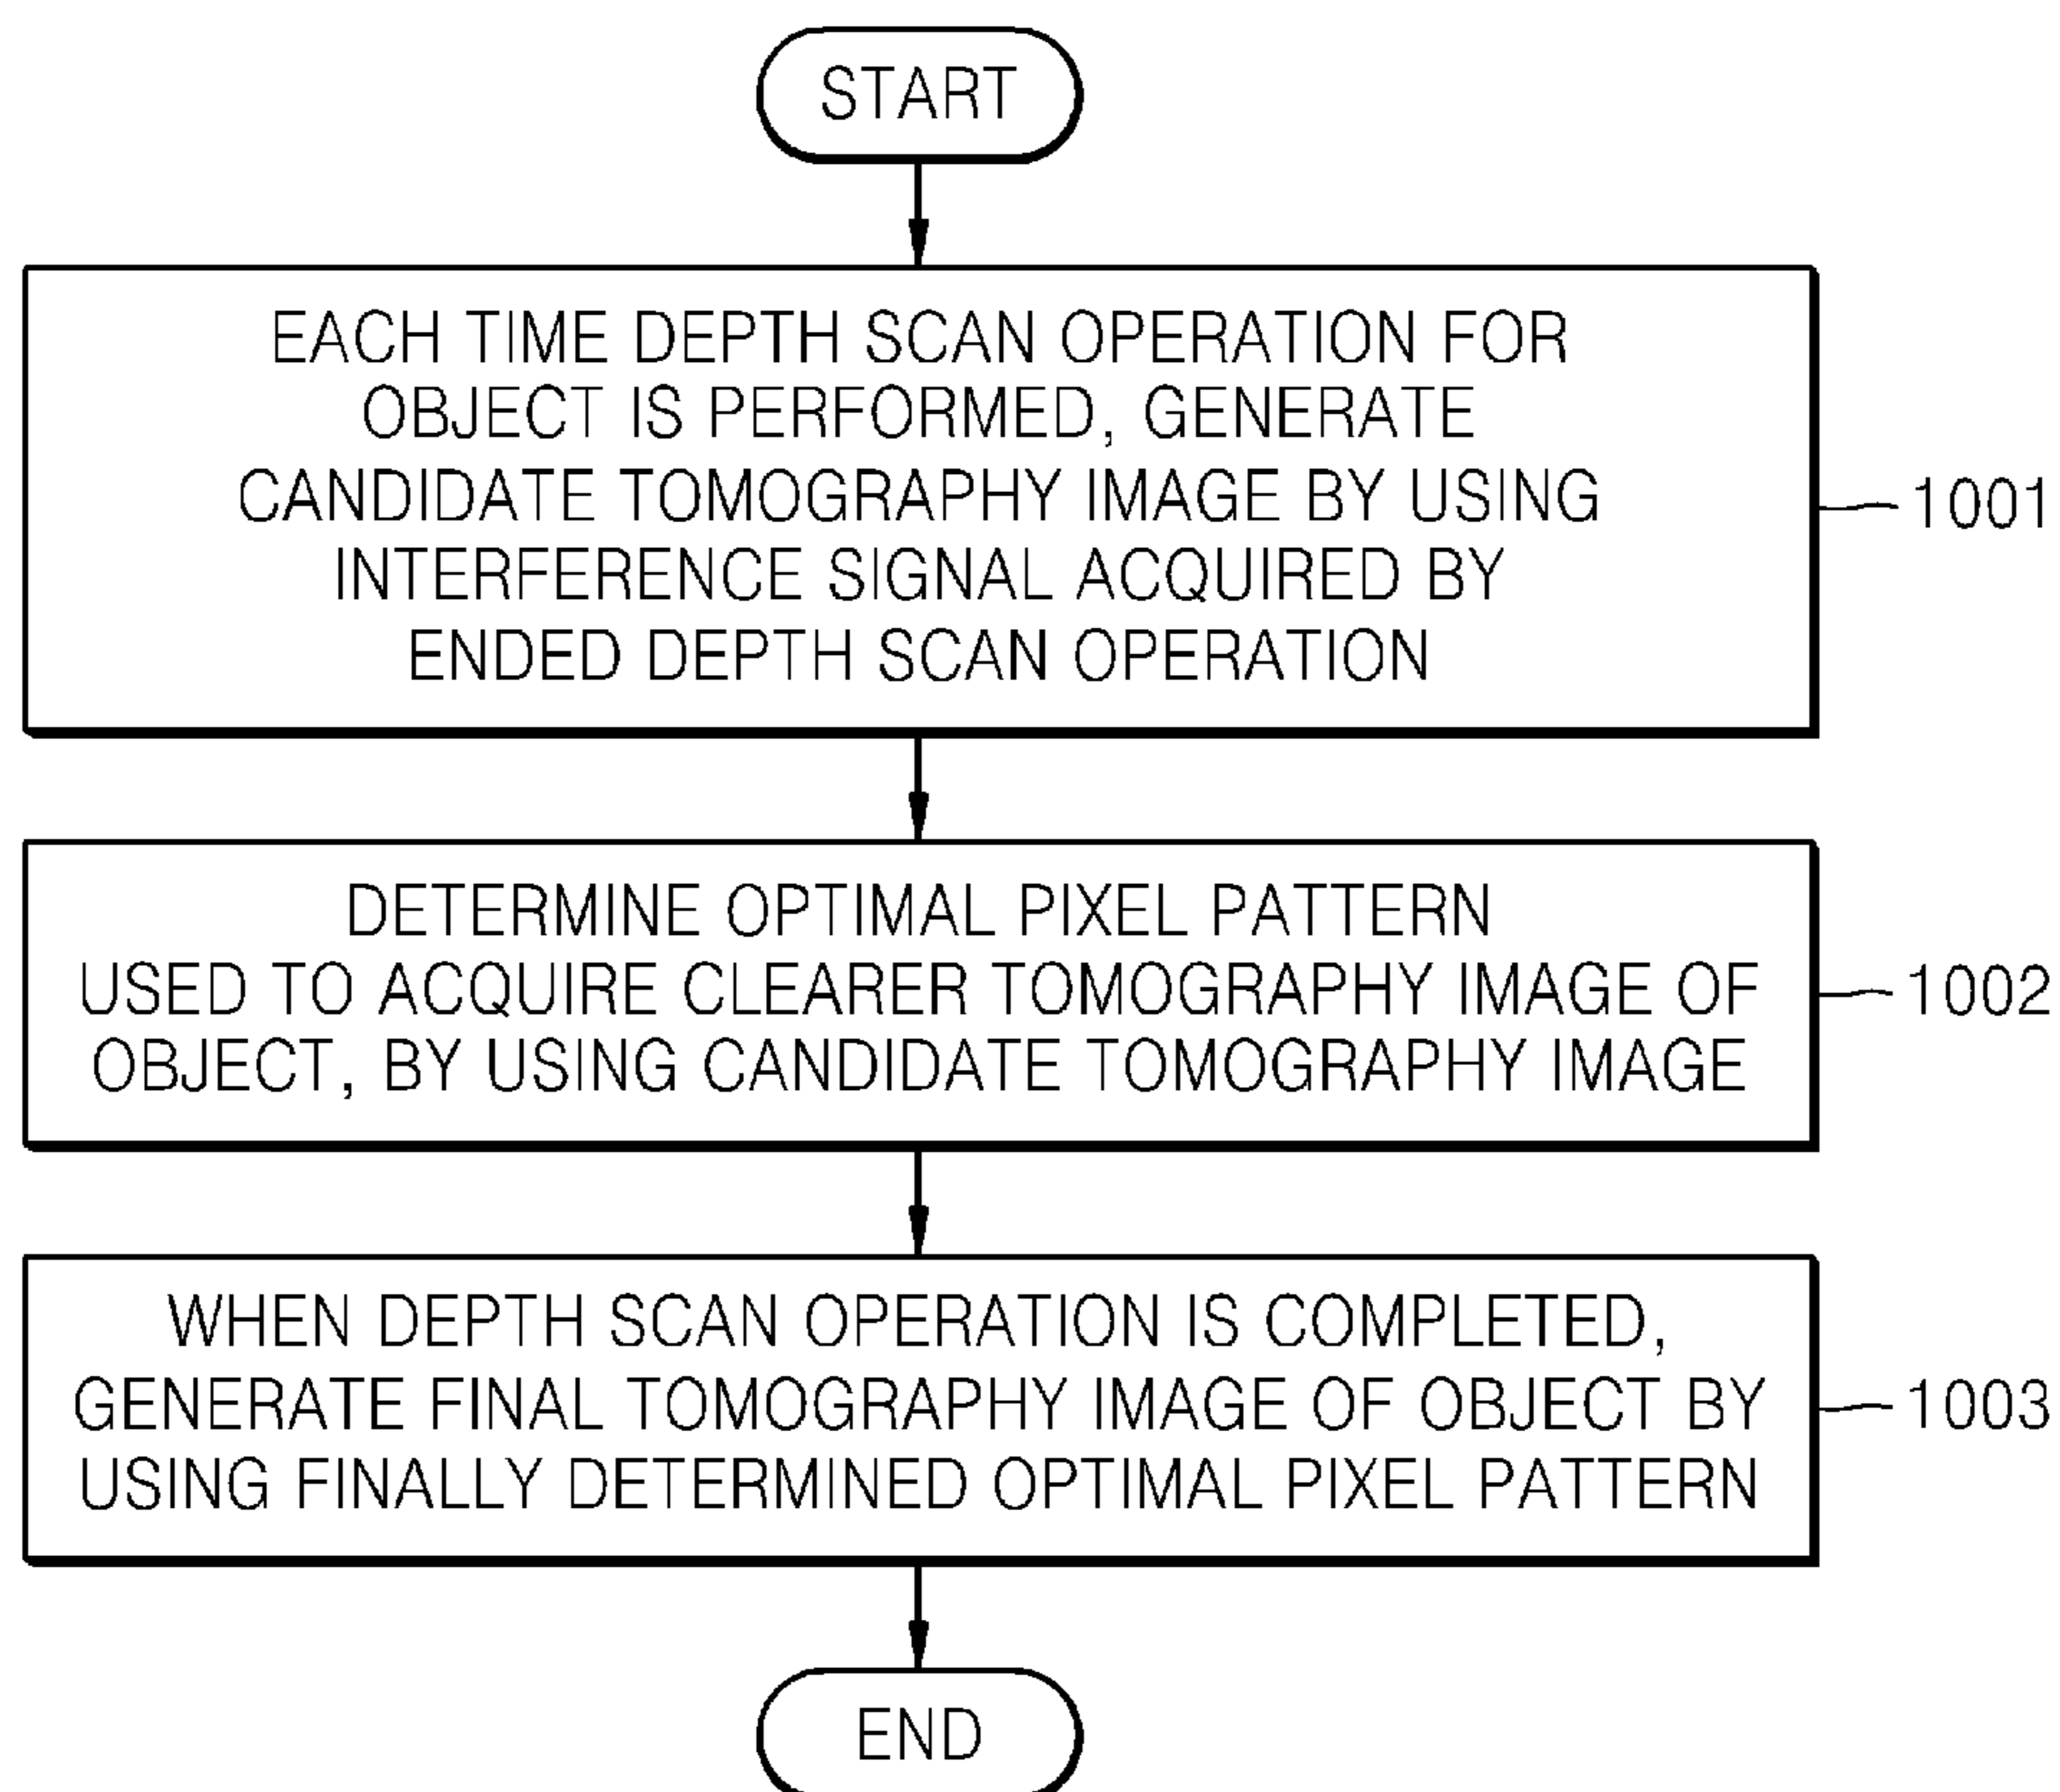 START
EACH TIME DEPTH SCAN OPERATION FOR
OBJECT IS PERFORMED, GENERATE
CANDIDATE TOMOGRAPHY IMAGE BY USING
INTERFERENCE SIGNAL ACQUIRED BY
ENDED DEPTH SCAN OPERATION
1001
DETERMINE OPTIMAL PIXEL PATTERN
USED TO ACQUIRE CLEARER TOMOGRAPHY IMAGE OF
OBJECT, BY USING CANDIDATE TOMOGRAPHY IMAGE
1002
WHEN DEPTH SCAN OPERATION IS COMPLETED,
GENERATE FINAL TOMOGRAPHY IMAGE OF OBJECT BY
USING FINALLY DETERMINED OPTIMAL PIXEL PATTERN
1003
END